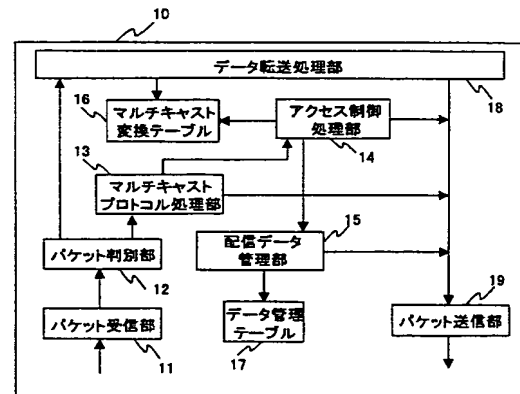 10
データ転送処理部
18
16
マルチキャスト
変換テーブル
アクセス制御
処理部
14
13
マルチキャスト
プロトコル処理部
15
配信データ
管理部
パケット判別部
12
19
データ管理
テーブル
17
パケット受信部
11
パケット送信部